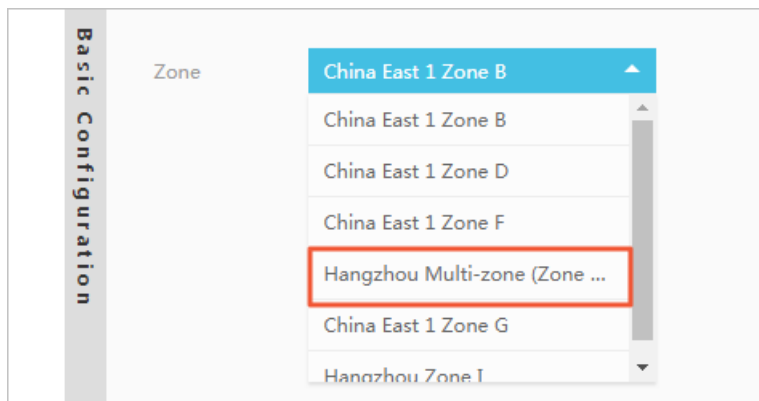 Basic Configuration
Zone
China East 1 Zone B
China East 1 Zone B
China East 1 Zone D
China East 1 Zone F
Hangzhou Multi-zone (Zone ...
China East 1 Zone G
Hangzhou Zone I